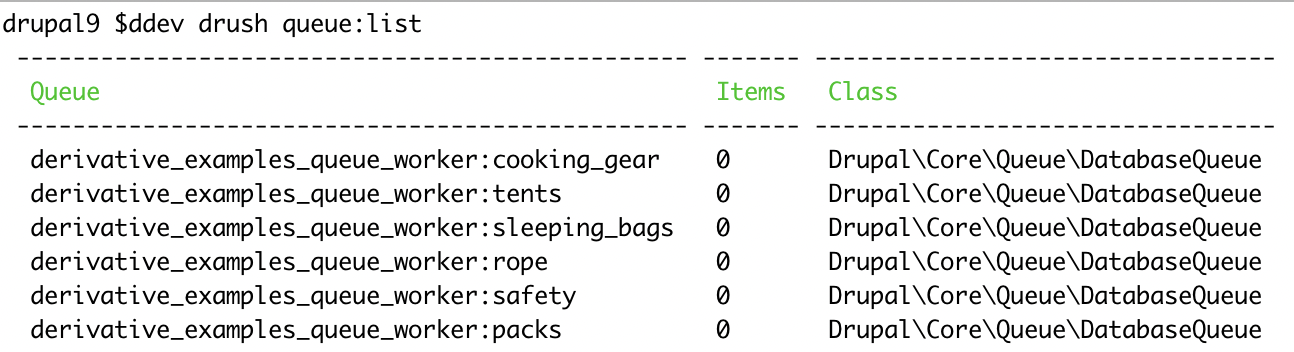 drupal9 $ddev drush queue:list
------------------------------------------------ ------- ---------------------------------
Queue Items Class
------------------------------------------------ ------- ---------------------------------
derivative_examples_queue_worker:cooking_gear 0 Drupal\Core\Queue\DatabaseQueue
derivative_examples_queue_worker:tents 0 Drupal\Core\Queue\DatabaseQueue
derivative_examples_queue_worker:sleeping_bags 0 Drupal\Core\Queue\DatabaseQueue
derivative_examples_queue_worker:rope 0 Drupal\Core\Queue\DatabaseQueue
derivative_examples_queue_worker:safety 0 Drupal\Core\Queue\DatabaseQueue
derivative_examples_queue_worker:packs 0 Drupal\Core\Queue\DatabaseQueue